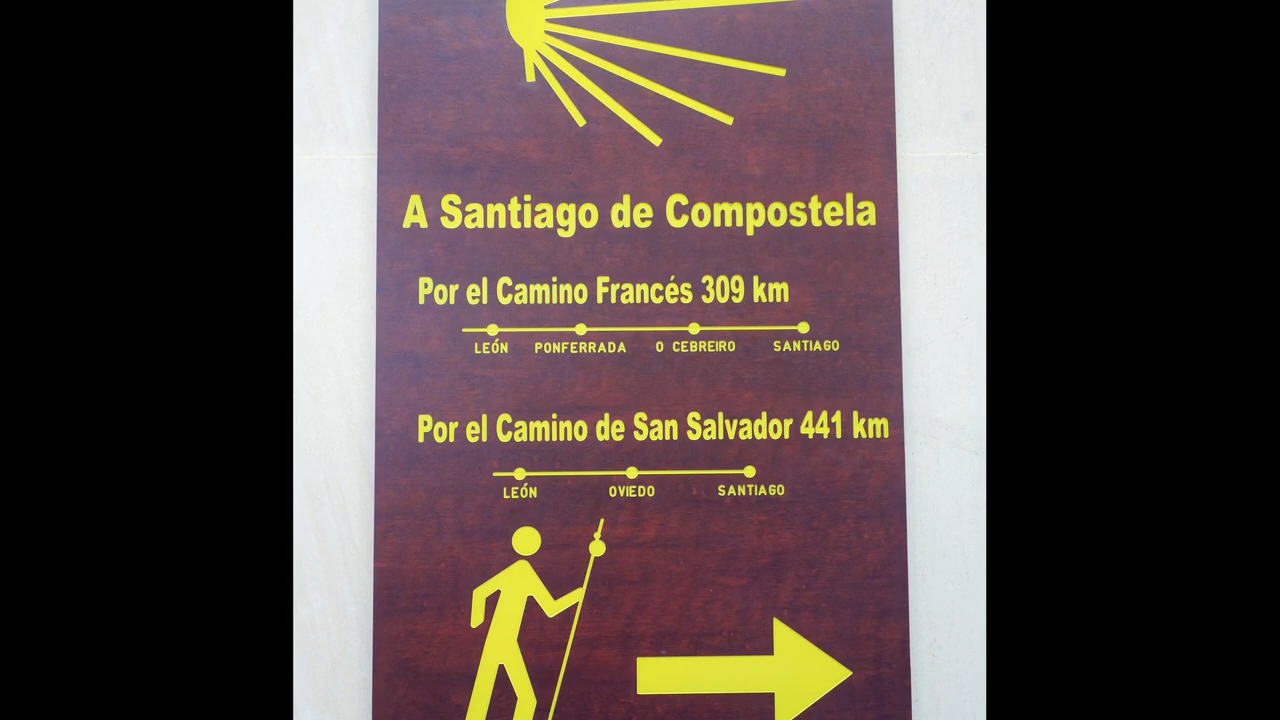 A Santiago de Compostela
Por el Camino Francés 309 km
LEÓN PONFERRADA O CEBREIRO SANTIAGO
Por el Camino de San Salvador 441 km
LEÓN OVIEDO SANTIAGO